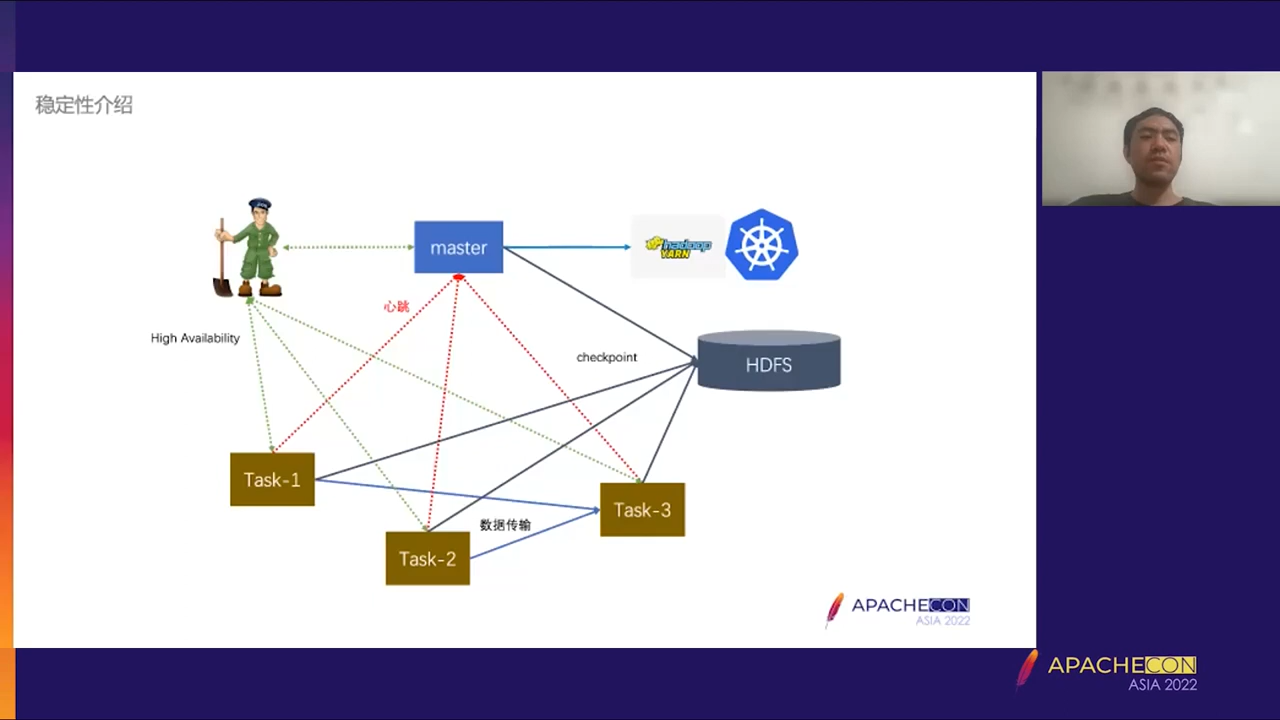 稳定性介绍
master
hadoop
YARN
心跳
High Availability
checkpoint
HDFS
Task-1
Task-3
数据传输
Task-2
APACHECON
ASIA 2022
APACHECON
ASIA 2022